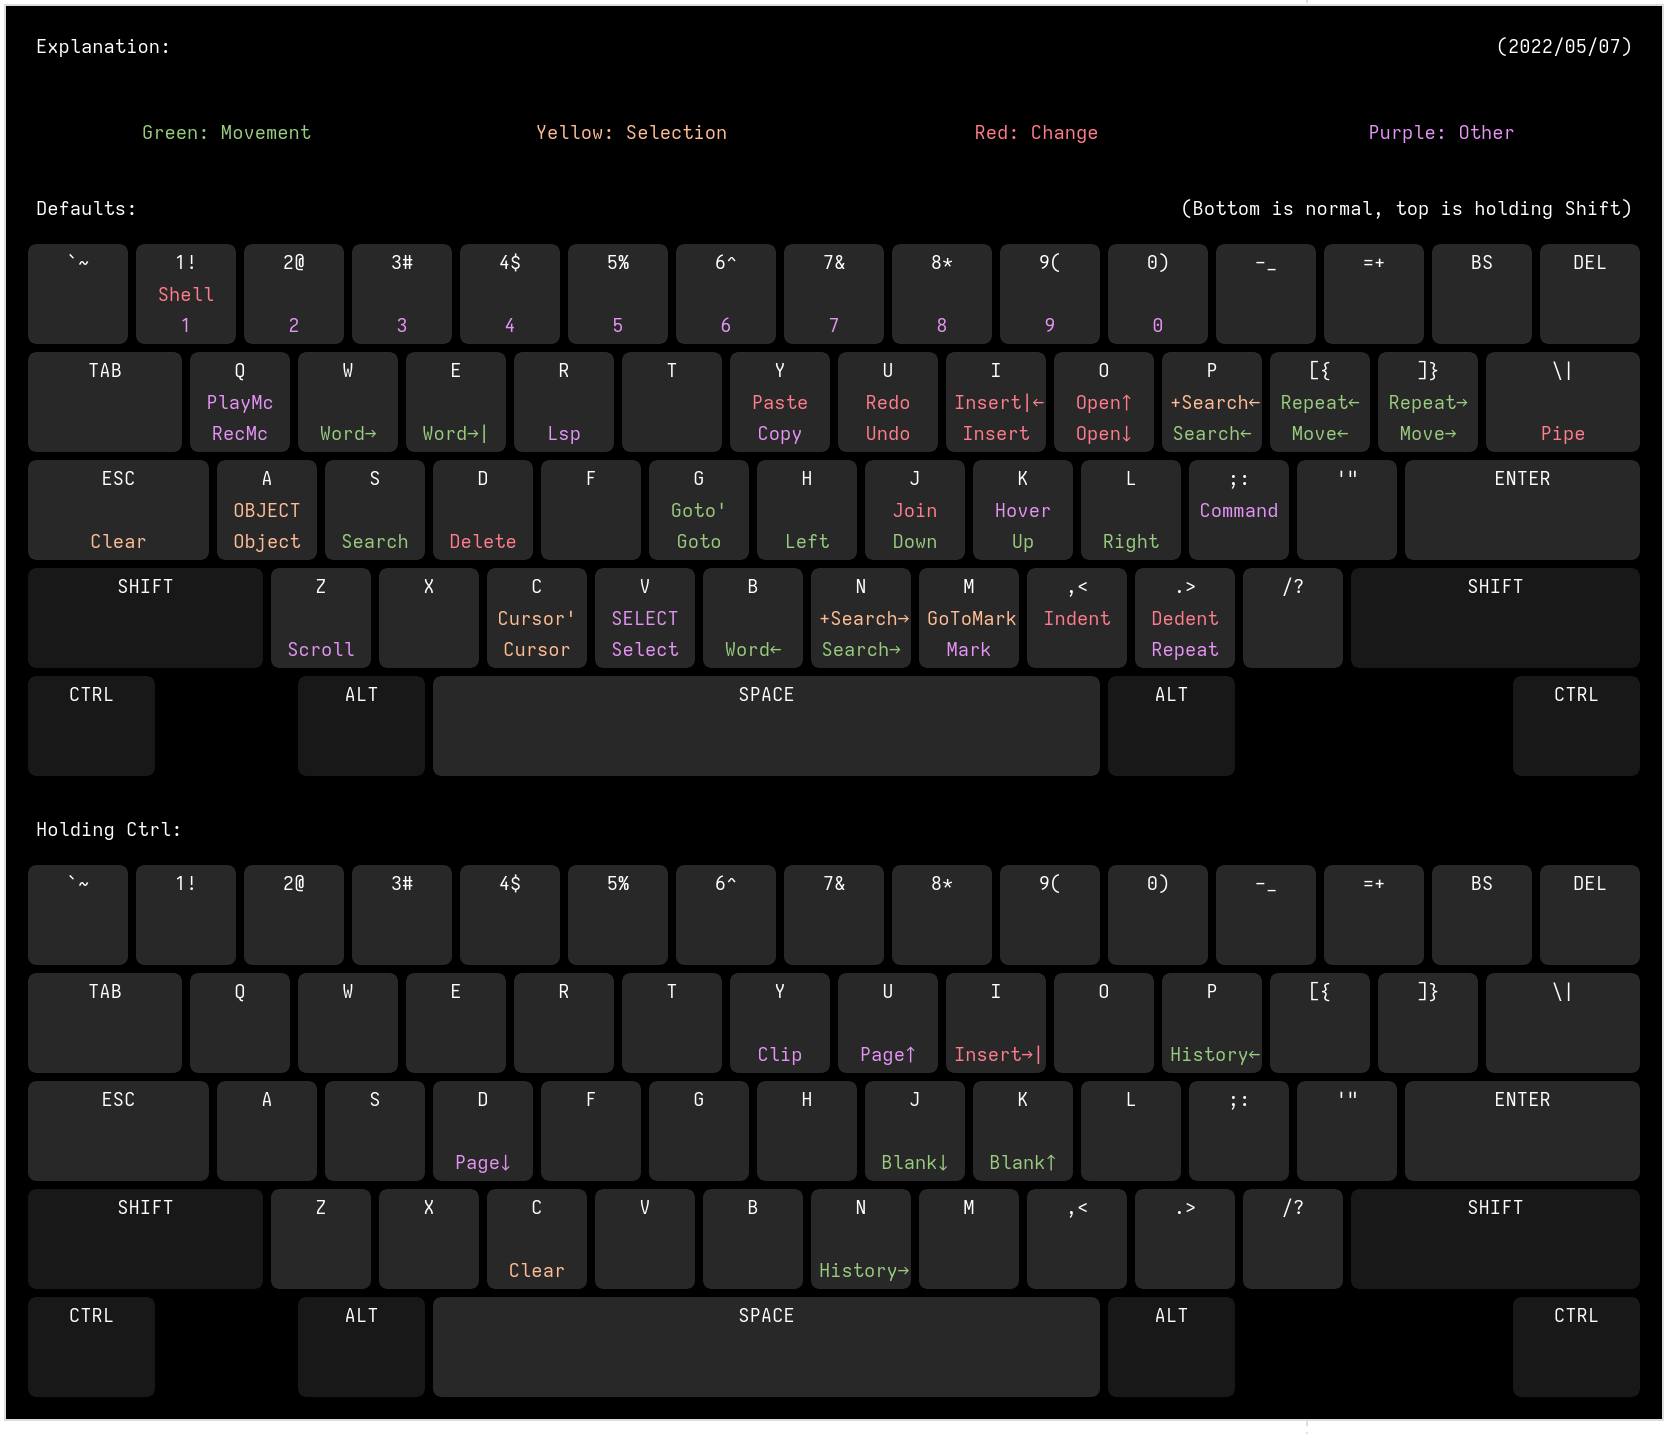 Explanation: (2022/05/07)
Green: Movement Yellow: Selection Red: Change Purple: Other
Defaults: (Bottom is normal, top is holding Shift)
`~ 1! 2@ 3# 4$ 5% 6^ 7& 8* 9( 0) -_ =+ BS DEL
Shell
1 2 3 4 5 6 7 8 9 0
TAB Q W E R T Y U I O P [{ ]} \|
PlayMc Paste Redo Insert|← Open↑ +Search← Repeat← Repeat→
RecMc Word→ Word→| Lsp Copy Undo Insert Open↓ Search← Move← Move→ Pipe
ESC A S D F G H J K L ;: '" ENTER
OBJECT Goto' Join Hover Command
Clear Object Search Delete Goto Left Down Up Right
SHIFT Z X C V B N M ,< .> /? SHIFT
Cursor' SELECT +Search→ GoToMark Indent Dedent
Scroll Cursor Select Word← Search→ Mark Repeat
CTRL ALT SPACE ALT CTRL
Holding Ctrl:
`~ 1! 2@ 3# 4$ 5% 6^ 7& 8* 9( 0) -_ =+ BS DEL
TAB Q W E R T Y U I O P [{ ]} \|
Clip Page↑ Insert→| History←
ESC A S D F G H J K L ;: '" ENTER
Page↓ Blank↓ Blank↑
SHIFT Z X C V B N M ,< .> /? SHIFT
Clear History→
CTRL ALT SPACE ALT CTRL